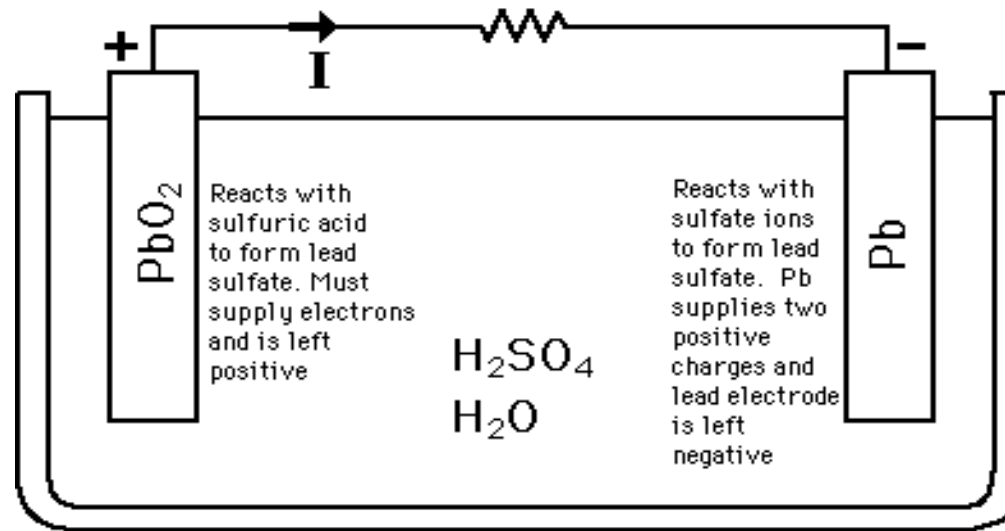 +
I
−
PbO₂
Reacts with
sulfuric acid
to form lead
sulfate. Must
supply electrons
and is left
positive
H₂SO₄
H₂O
Reacts with
sulfate ions
to form lead
sulfate. Pb
supplies two
positive
charges and
lead electrode
is left
negative
Pb